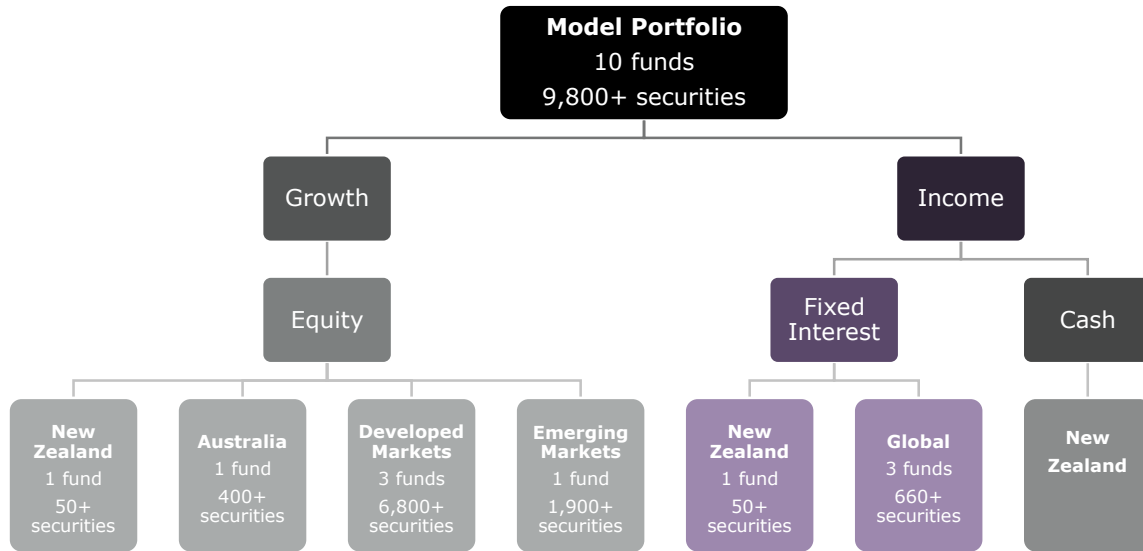 Model Portfolio
10 funds
9,800+ securities
Growth
Income
Equity
Fixed
Interest
Cash
New
Zealand
1 fund
50+
securities
Australia
1 fund
400+
securities
Developed
Markets
3 funds
6,800+
securities
Emerging
Markets
1 fund
1,900+
securities
New
Zealand
1 fund
50+
securities
Global
3 funds
660+
securities
New
Zealand